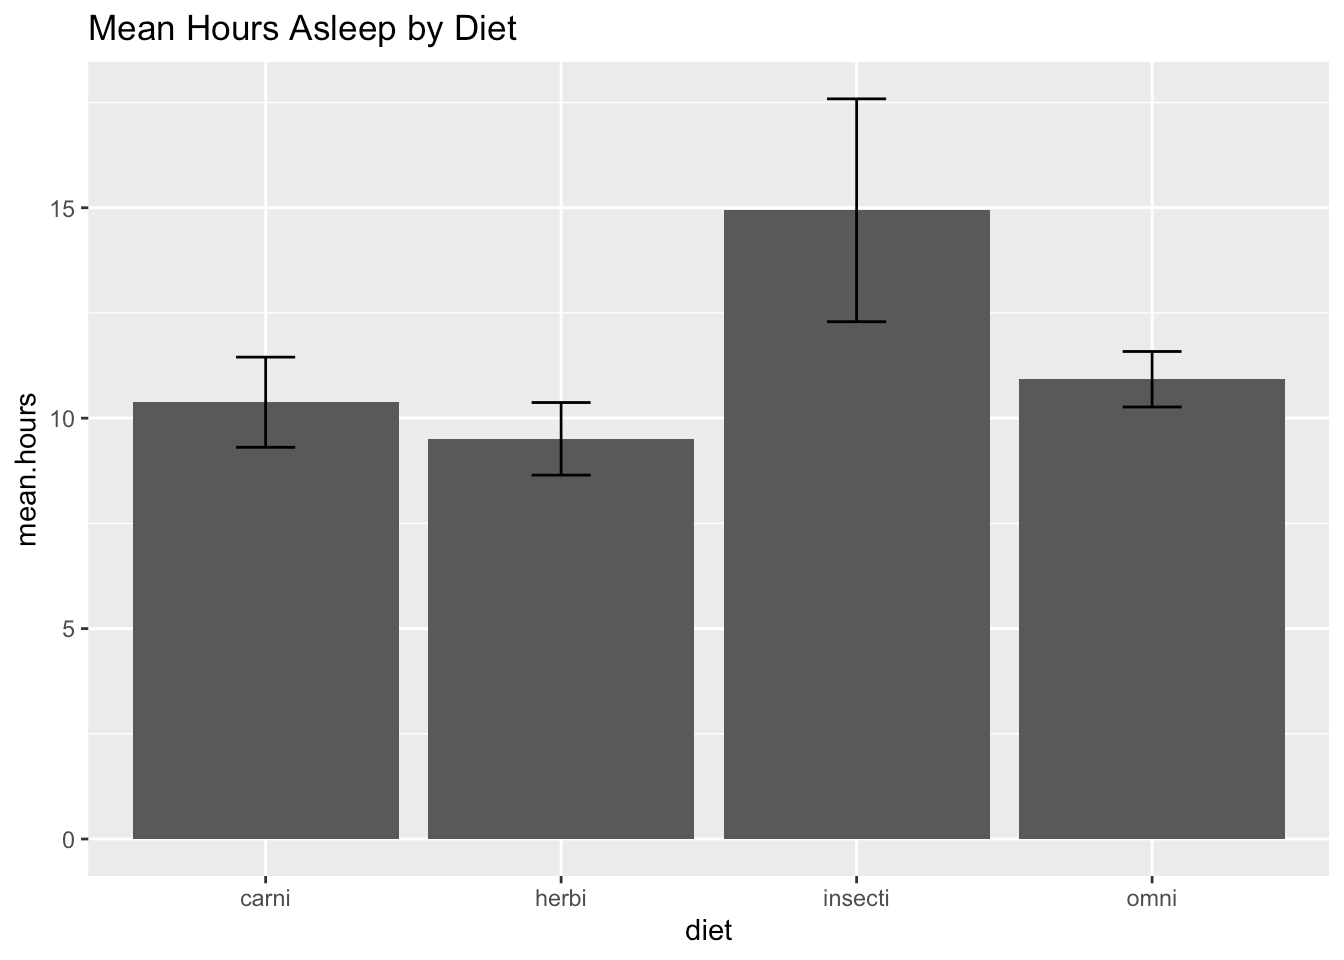 Mean Hours Asleep by Diet
mean.hours
15
10
5
0
carni herbi insecti omni
diet